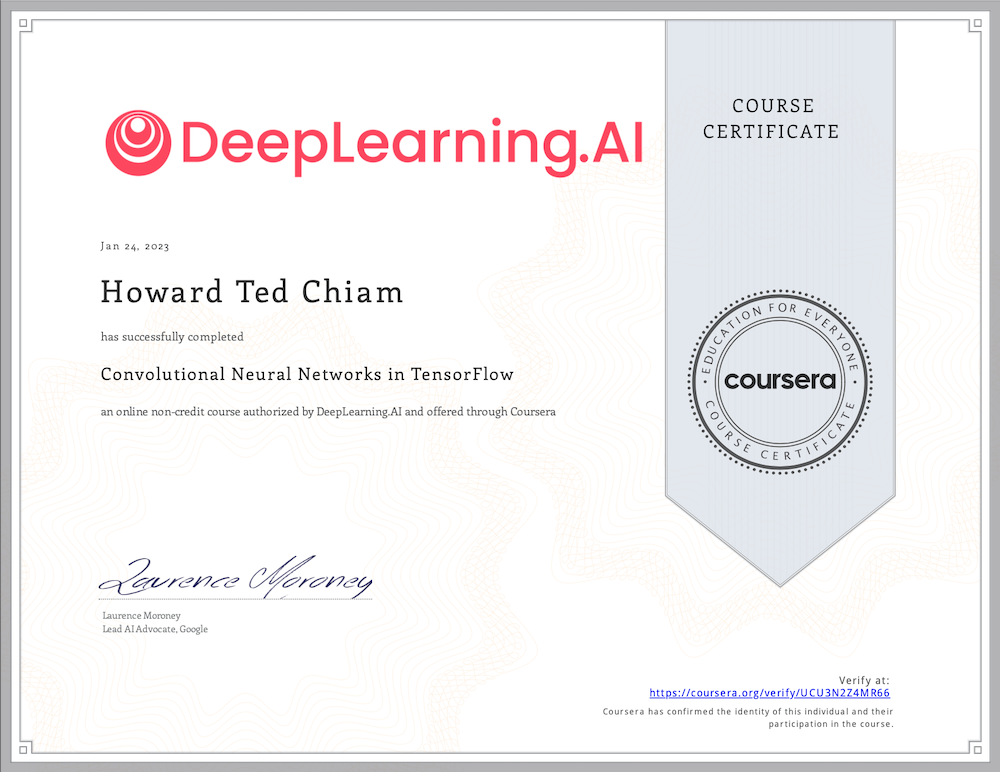 DeepLearning.AI
COURSE
CERTIFICATE
Jan 24, 2023
Howard Ted Chiam
has successfully completed
Convolutional Neural Networks in TensorFlow
an online non-credit course authorized by DeepLearning.AI and offered through Coursera
EDUCATION FOR EVERYONE
coursera
COURSE CERTIFICATE
Laurence Moroney
Laurence Moroney
Lead AI Advocate, Google
Verify at:
https://coursera.org/verify/UCU3N2Z4MR66
Coursera has confirmed the identity of this individual and their
participation in the course.